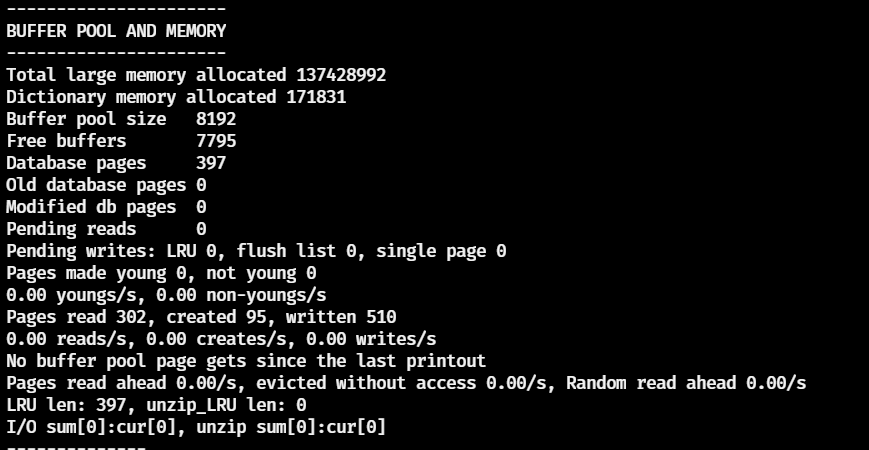 ----------------------
BUFFER POOL AND MEMORY
----------------------
Total large memory allocated 137428992
Dictionary memory allocated 171831
Buffer pool size   8192
Free buffers       7795
Database pages     397
Old database pages 0
Modified db pages  0
Pending reads      0
Pending writes: LRU 0, flush list 0, single page 0
Pages made young 0, not young 0
0.00 youngs/s, 0.00 non-youngs/s
Pages read 302, created 95, written 510
0.00 reads/s, 0.00 creates/s, 0.00 writes/s
No buffer pool page gets since the last printout
Pages read ahead 0.00/s, evicted without access 0.00/s, Random read ahead 0.00/s
LRU len: 397, unzip_LRU len: 0
I/O sum[0]:cur[0], unzip sum[0]:cur[0]
--------------